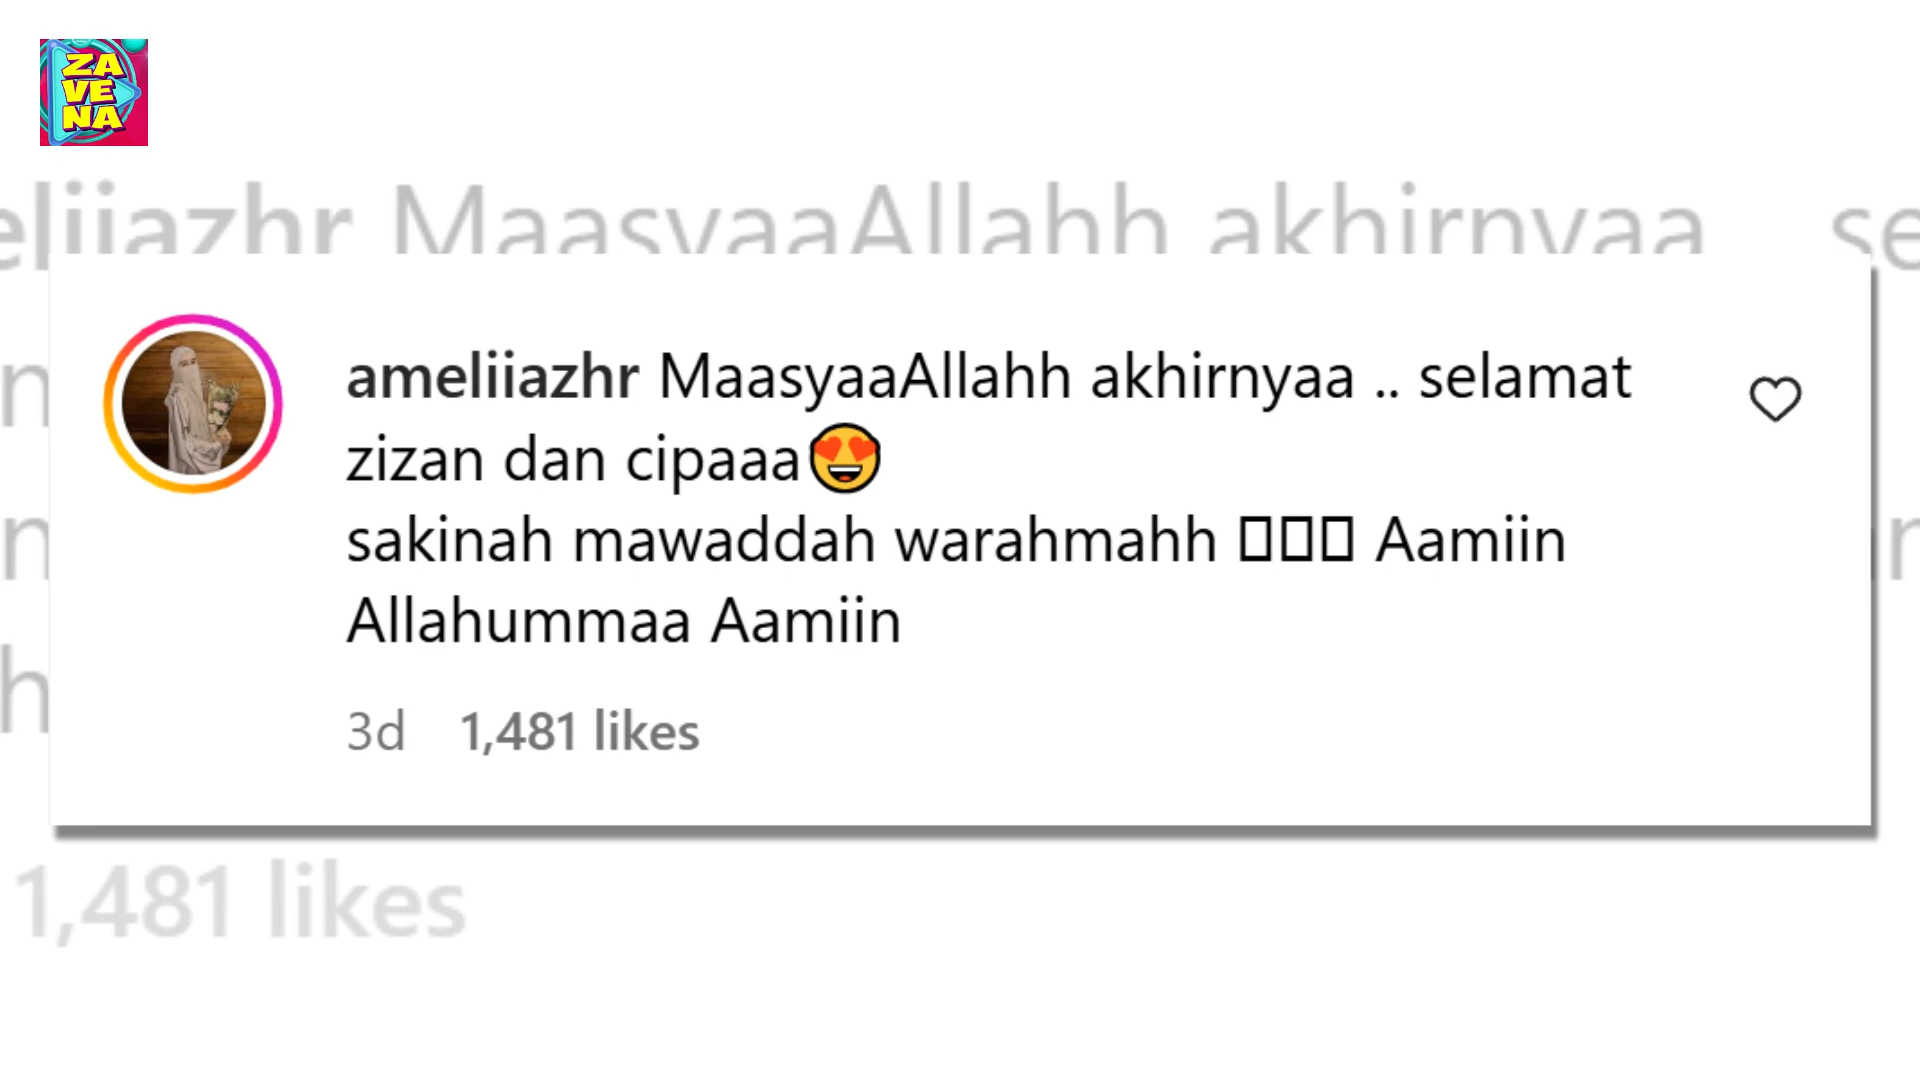 ZA
VE
NA
eliiazhr MaasyaaAllahh akhirnyaa se
ameliiazhr MaasyaaAllahh akhirnyaa .. selamat
zizan dan cipaaa😍
sakinah mawaddah warahmahh □□□ Aamiin
Allahummaa Aamiin
3d 1,481 likes
1,481 likes